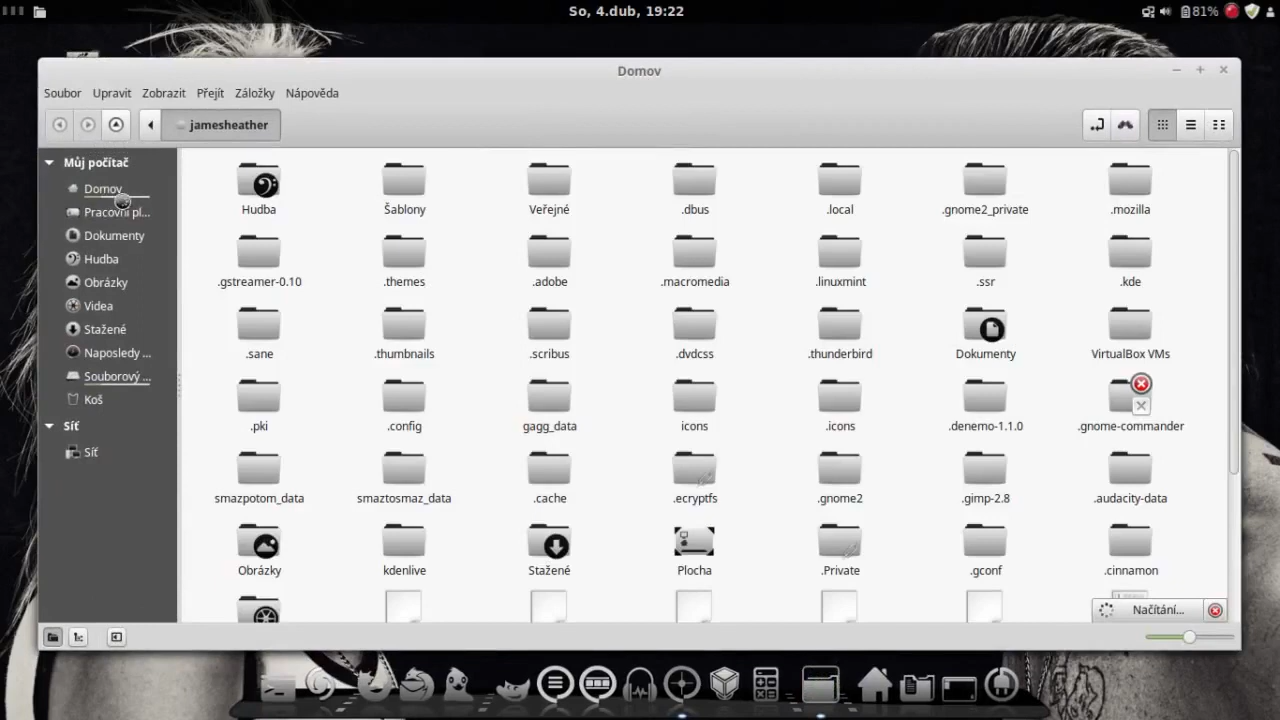 So, 4.dub, 19:22
81%
Domov
Soubor Upravit Zobrazit Přejít Záložky Nápověda
jamesheather
Můj počítač
Domov
Pracovní pl...
Dokumenty
Hudba
Obrázky
Videa
Stažené
Naposledy ...
Souborový ...
Koš
Síť
Síť
Hudba Šablony Veřejné .dbus .local .gnome2_private .mozilla
.gstreamer-0.10 .themes .adobe .macromedia .linuxmint .ssr .kde
.sane .thumbnails .scribus .dvdcss .thunderbird Dokumenty VirtualBox VMs
.pki .config gagg_data icons .icons .denemo-1.1.0 .gnome-commander
smazpotom_data smaztosmaz_data .cache .ecryptfs .gnome2 .gimp-2.8 .audacity-data
Obrázky kdenlive Stažené Plocha .Private .gconf .cinnamon
Načítání...